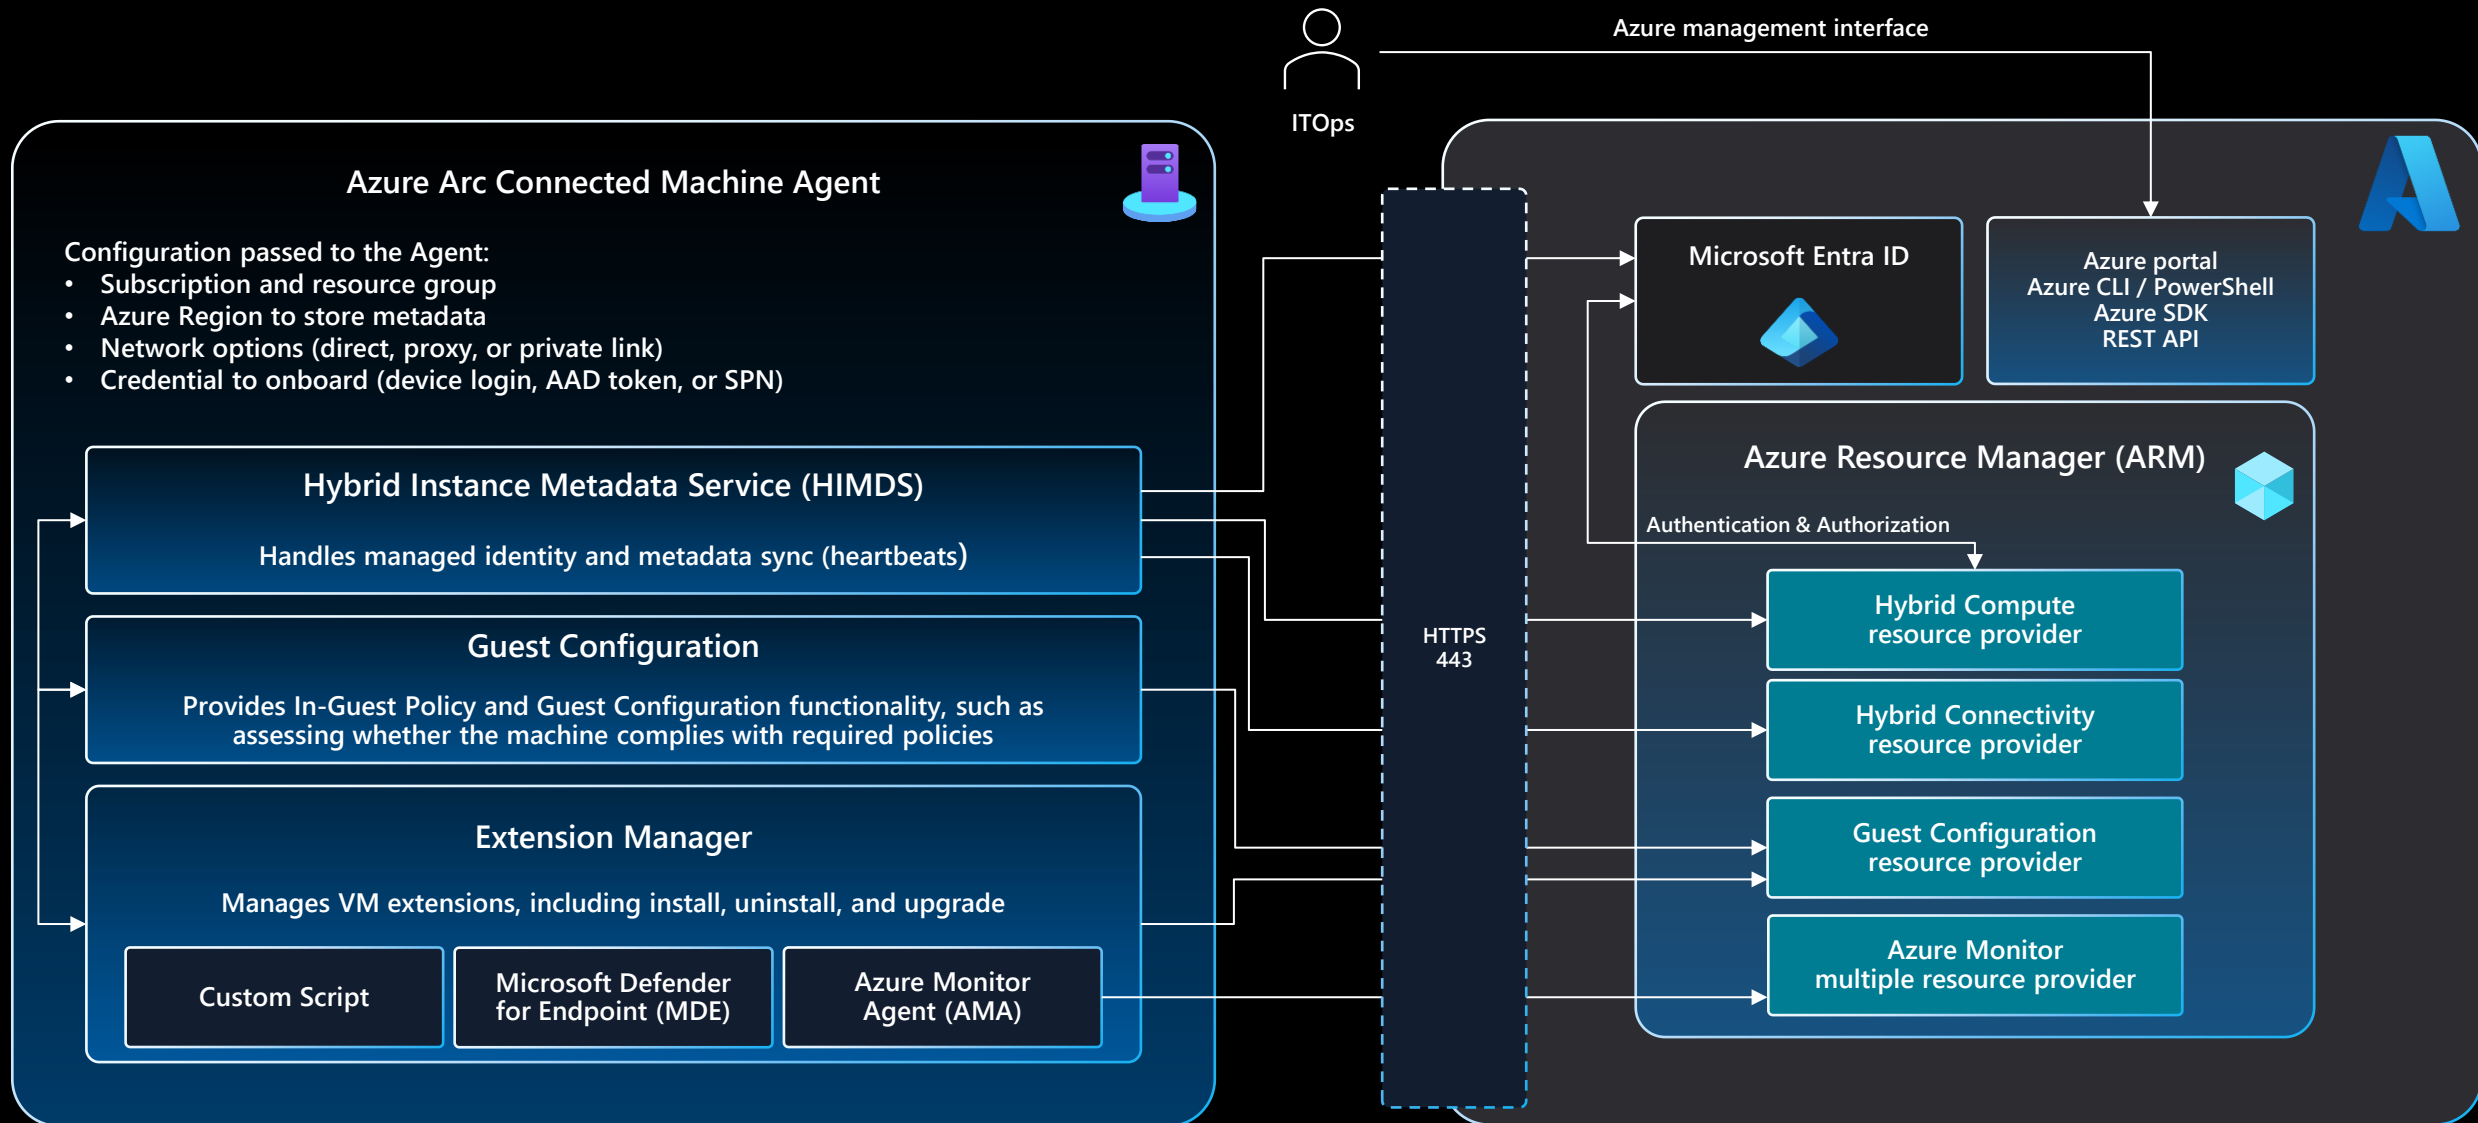 Azure management interface
ITOps
Azure Arc Connected Machine Agent
Configuration passed to the Agent:
• Subscription and resource group
• Azure Region to store metadata
• Network options (direct, proxy, or private link)
• Credential to onboard (device login, AAD token, or SPN)
Hybrid Instance Metadata Service (HIMDS)
Handles managed identity and metadata sync (heartbeats)
Guest Configuration
Provides In-Guest Policy and Guest Configuration functionality, such as
assessing whether the machine complies with required policies
Extension Manager
Manages VM extensions, including install, uninstall, and upgrade
Custom Script
Microsoft Defender
for Endpoint (MDE)
Azure Monitor
Agent (AMA)
HTTPS
443
Microsoft Entra ID
Azure portal
Azure CLI / PowerShell
Azure SDK
REST API
Azure Resource Manager (ARM)
Authentication & Authorization
Hybrid Compute
resource provider
Hybrid Connectivity
resource provider
Guest Configuration
resource provider
Azure Monitor
multiple resource provider